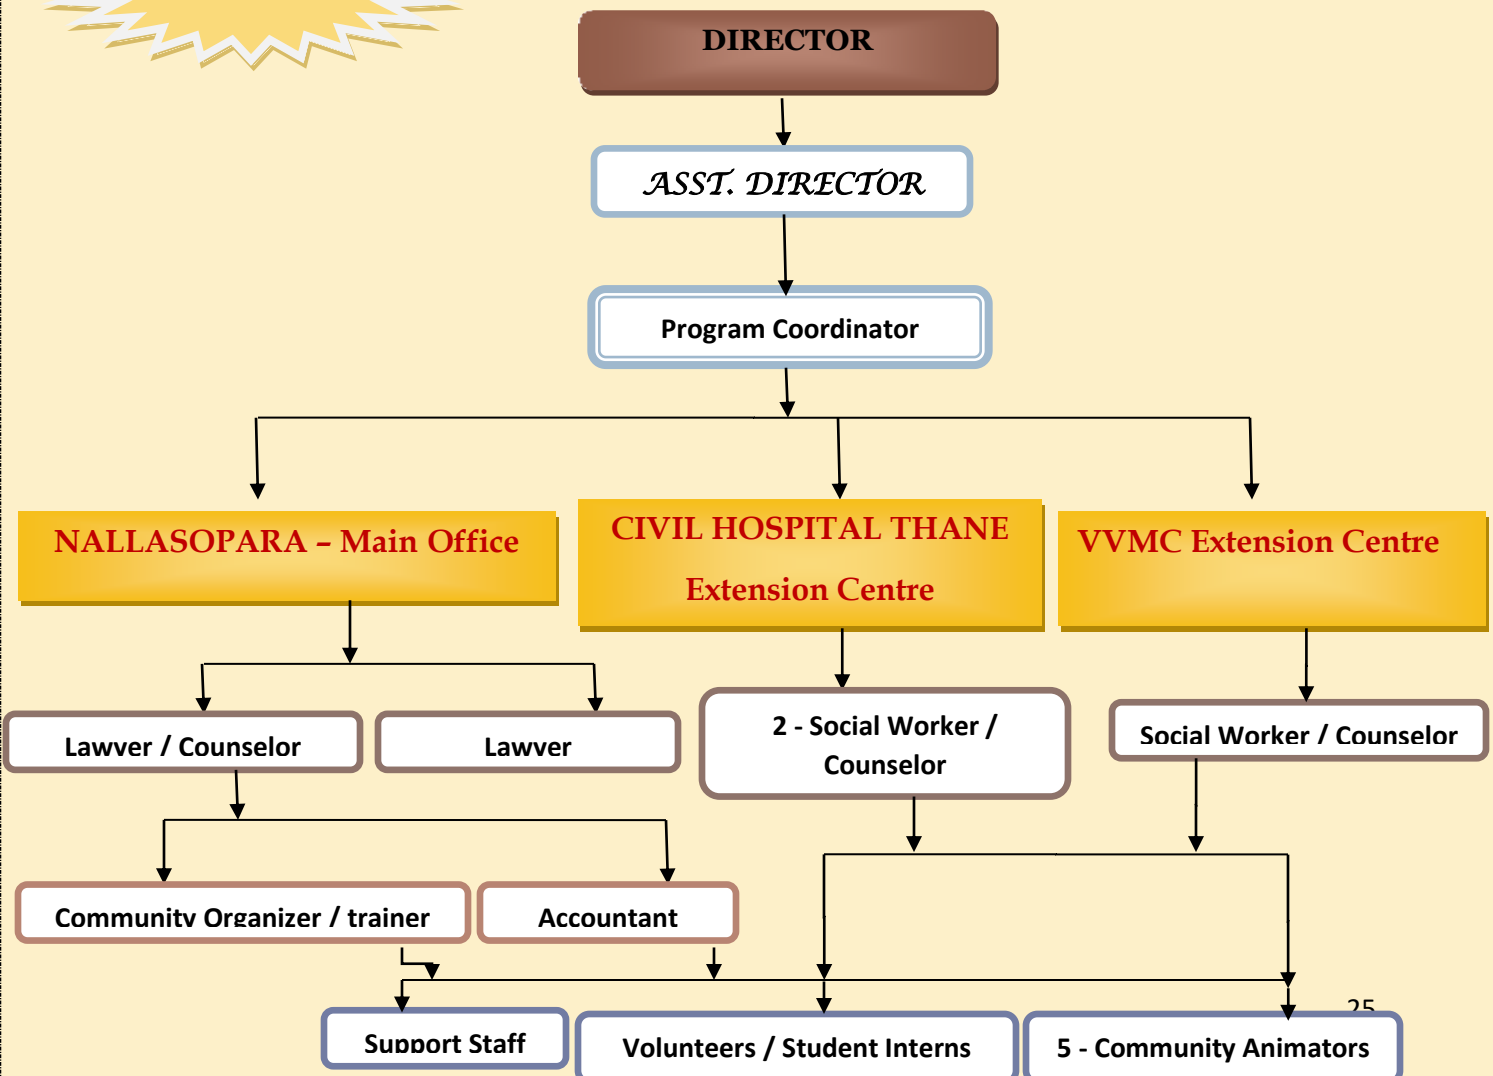 DIRECTOR
ASST. DIRECTOR
Program Coordinator
NALLASOPARA – Main Office
CIVIL HOSPITAL THANE
Extension Centre
VVMC Extension Centre
Lawyer / Counselor
Lawyer
2 - Social Worker /
Counselor
Social Worker / Counselor
Community Organizer / trainer
Accountant
25
Support Staff
Volunteers / Student Interns
5 - Community Animators